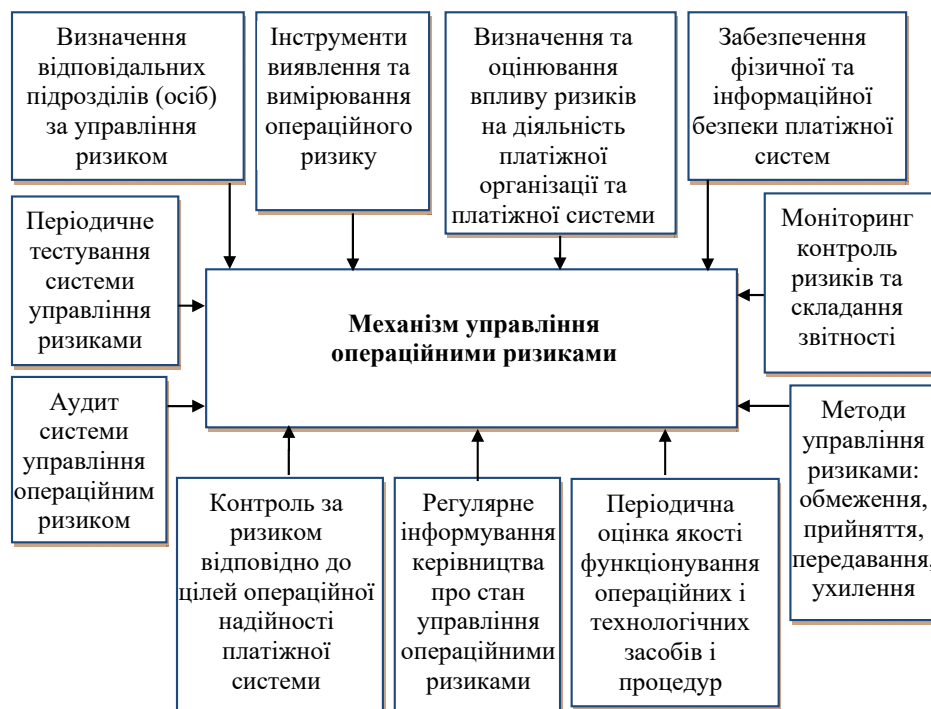 Визначення
відповідальних
підрозділів (осіб)
за управління
ризиком
Інструменти
виявлення та
вимірювання
операційного
ризику
Визначення та
оцінювання
впливу ризиків
на діяльність
платіжної
організації та
платіжної системи
Забезпечення
фізичної та
інформаційної
безпеки платіжної
систем
Періодичне
тестування
системи
управління
ризиками
Механізм управління
операційними ризиками
Моніторинг
контроль
ризиків та
складання
звітності
Аудит
системи
управління
операційним
ризиком
Контроль за
ризиком
відповідно до
цілей операційної
надійності
платіжної
системи
Регулярне
інформування
керівництва
про стан
управління
операційними
ризиками
Періодична
оцінка якості
функціонування
операційних і
технологічних
засобів і
процедур
Методи
управління
ризиками:
обмеження,
прийняття,
передавання,
ухилення